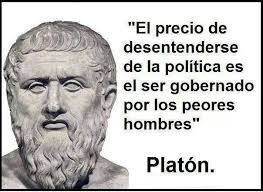 "El precio de
desentenderse
de la política es
el ser gobernado
por los peores
hombres"
Platón.